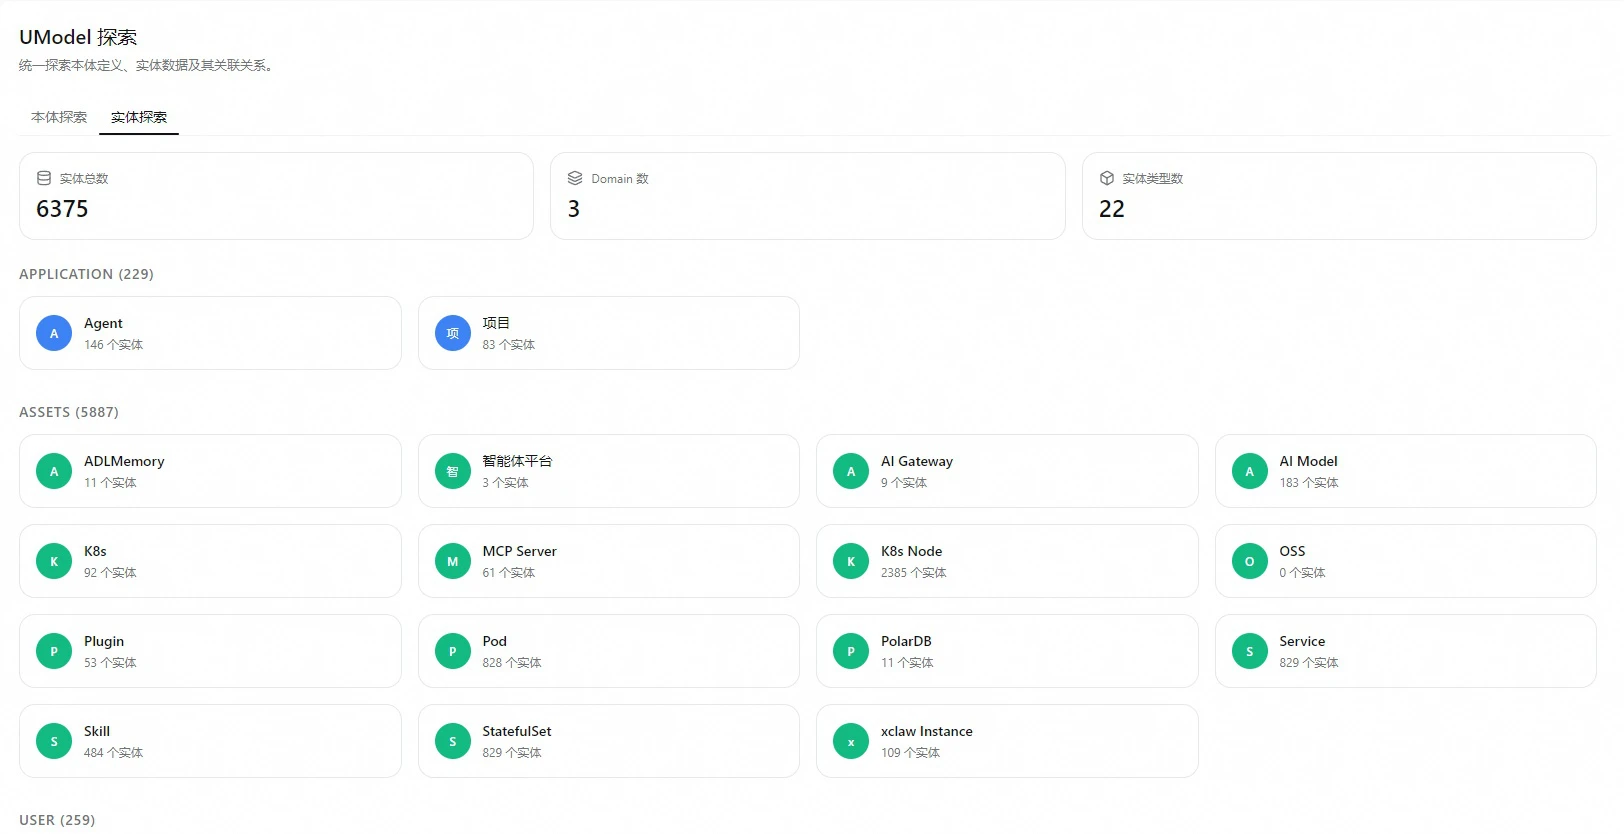 UModel 探索
统一探索本体定义、实体数据及其关联关系。
本体探索 实体探索
实体总数
6375
Domain 数
3
实体类型数
22
APPLICATION (229)
A
Agent
146 个实体
项
项目
83 个实体
ASSETS (5887)
A
ADLMemory
11 个实体
智
智能体平台
3 个实体
A
AI Gateway
9 个实体
A
AI Model
183 个实体
K
K8s
92 个实体
M
MCP Server
61 个实体
K
K8s Node
2385 个实体
O
OSS
0 个实体
P
Plugin
53 个实体
P
Pod
828 个实体
P
PolarDB
11 个实体
S
Service
829 个实体
S
Skill
484 个实体
S
StatefulSet
829 个实体
x
xclaw Instance
109 个实体
USER (259)